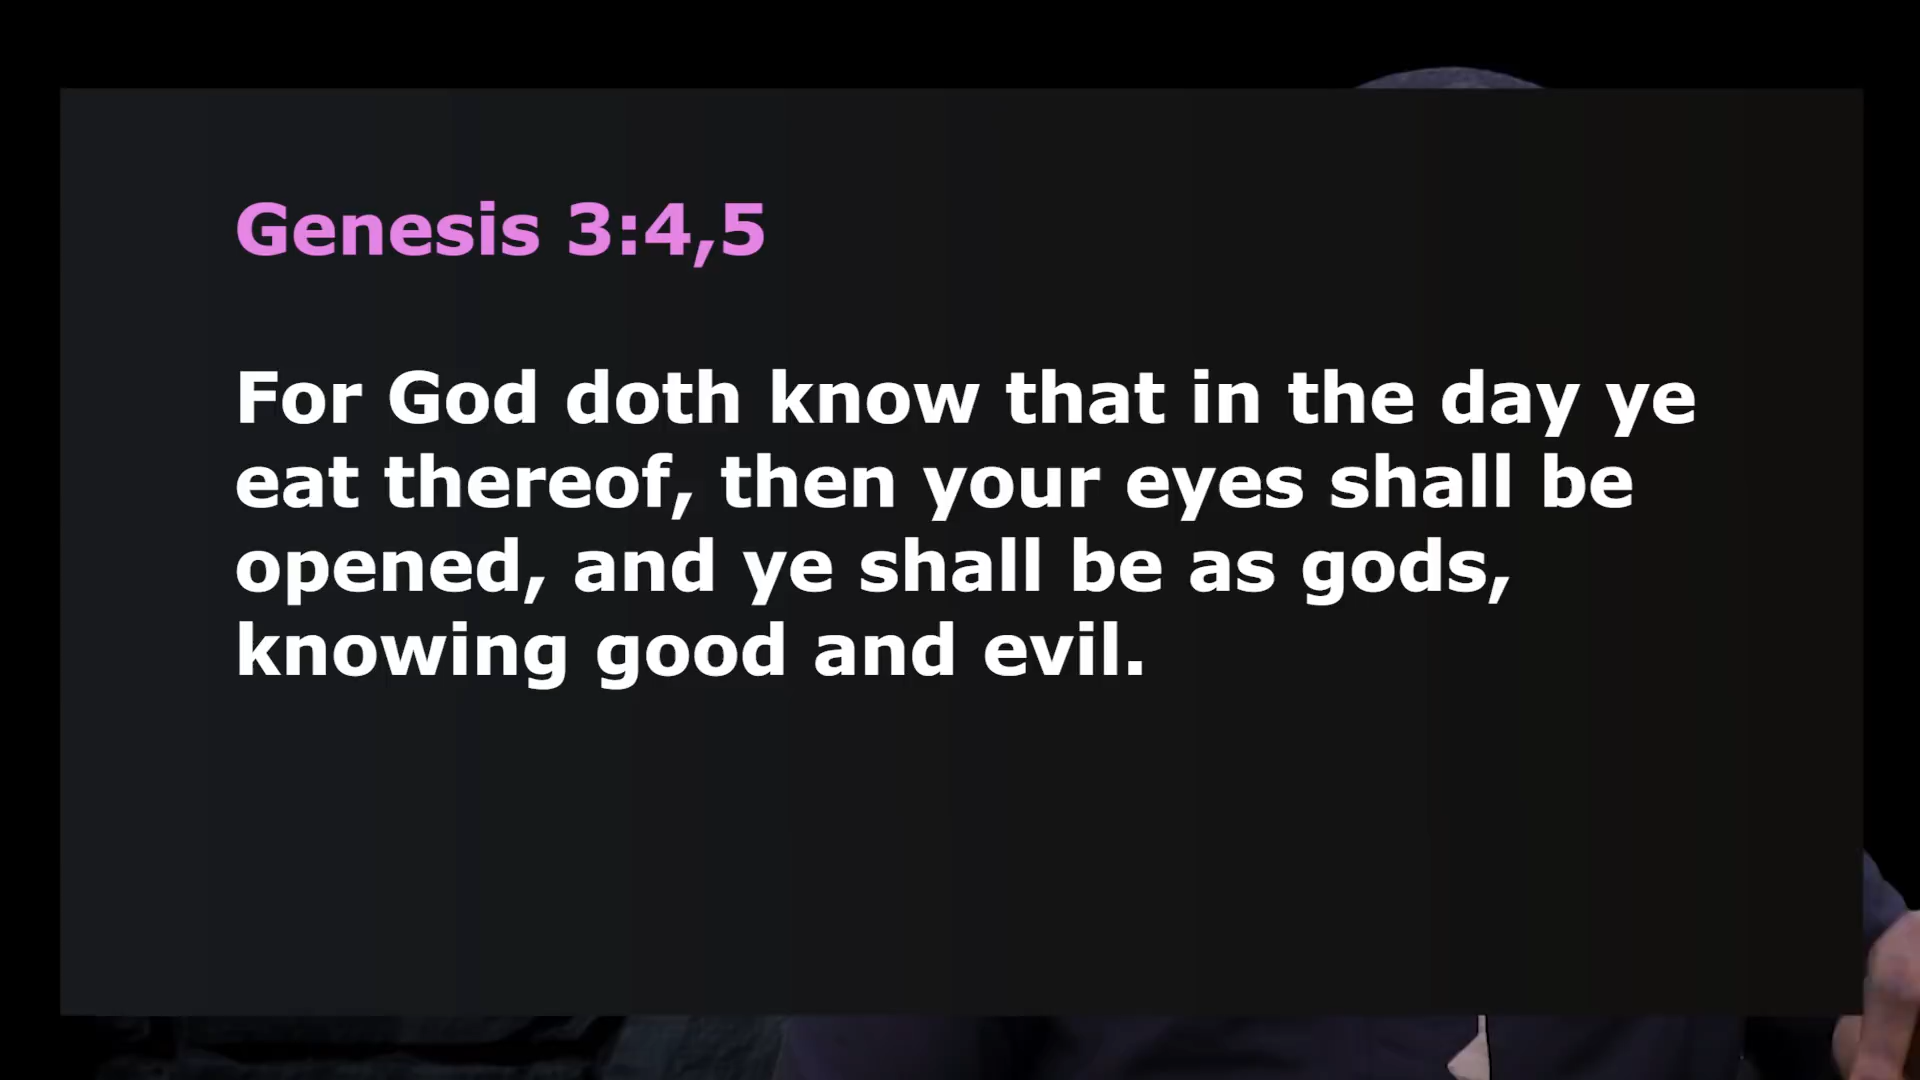 Genesis 3:4,5
For God doth know that in the day ye
eat thereof, then your eyes shall be
opened, and ye shall be as gods,
knowing good and evil.